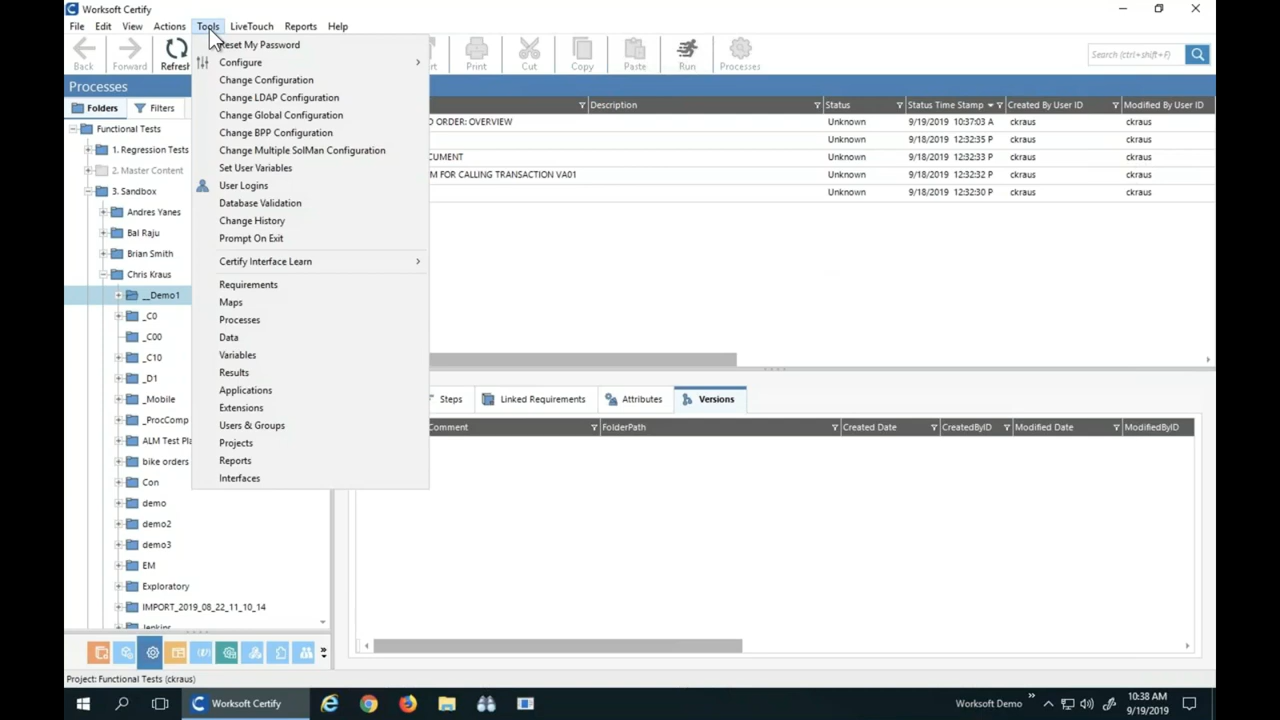 Worksoft Certify
File Edit View Actions Tools LiveTouch Reports Help
Back Forward Refresh Print Cut Copy Paste Run Processes Search (ctrl+shift+F)
Processes
Folders Filters
Functional Tests
1. Regression Tests
2. Master Content
3. Sandbox
Andres Yanes
Bal Raju
Brian Smith
Chris Kraus
__Demo1
_C0
_C00
_C10
_D1
_Mobile
_ProcComp
ALM Test Pla
bike orders
Con
demo
demo2
demo3
EM
Exploratory
IMPORT_2019_08_22_11_10_14
Jenkins
Reset My Password
Configure
Change Configuration
Change LDAP Configuration
Change Global Configuration
Change BPP Configuration
Change Multiple SolMan Configuration
Set User Variables
User Logins
Database Validation
Change History
Prompt On Exit
Certify Interface Learn
Requirements
Maps
Processes
Data
Variables
Results
Applications
Extensions
Users & Groups
Projects
Reports
Interfaces
Description Status Status Time Stamp Created By User ID Modified By User ID
D ORDER: OVERVIEW Unknown 9/19/2019 10:37:03 A ckraus ckraus
Unknown 9/18/2019 12:32:35 P ckraus ckraus
CUMENT Unknown 9/18/2019 12:32:33 P ckraus ckraus
M FOR CALLING TRANSACTION VA01 Unknown 9/18/2019 12:32:32 P ckraus ckraus
Unknown 9/18/2019 12:32:30 P ckraus ckraus
Steps Linked Requirements Attributes Versions
Comment FolderPath Created Date CreatedByID Modified Date ModifiedByID
Project: Functional Tests (ckraus)
Worksoft Certify Worksoft Demo 10:38 AM
9/19/2019